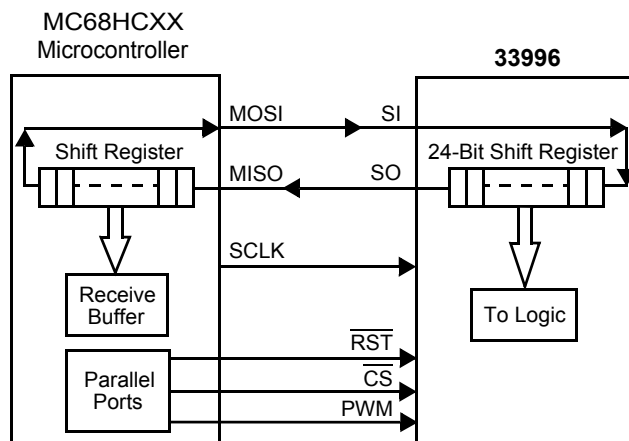 MC68HCXX
Microcontroller
33996
MOSI
SI
Shift Register
24-Bit Shift Register
MISO
SO
SCLK
Receive
Buffer
To Logic
RST
Parallel
Ports
CS
PWM